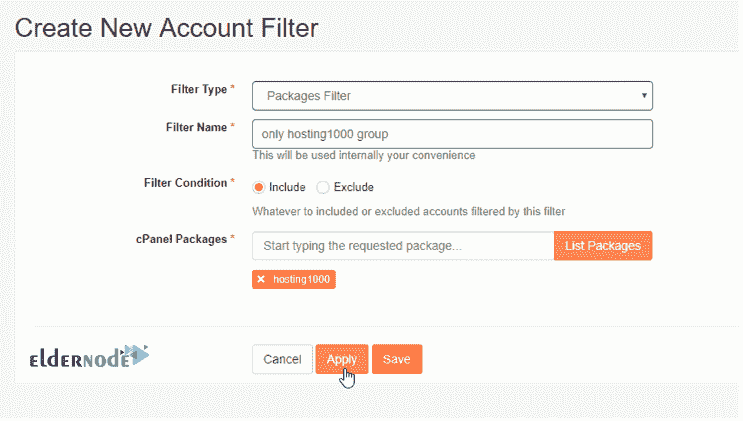 Create New Account Filter
Filter Type *
Packages Filter
Filter Name *
only hosting1000 group
This will be used internally your convenience
Filter Condition *
Include Exclude
Whatever to included or excluded accounts filtered by this filter
cPanel Packages *
Start typing the requested package... List Packages
× hosting1000
eldernode Cancel Apply Save